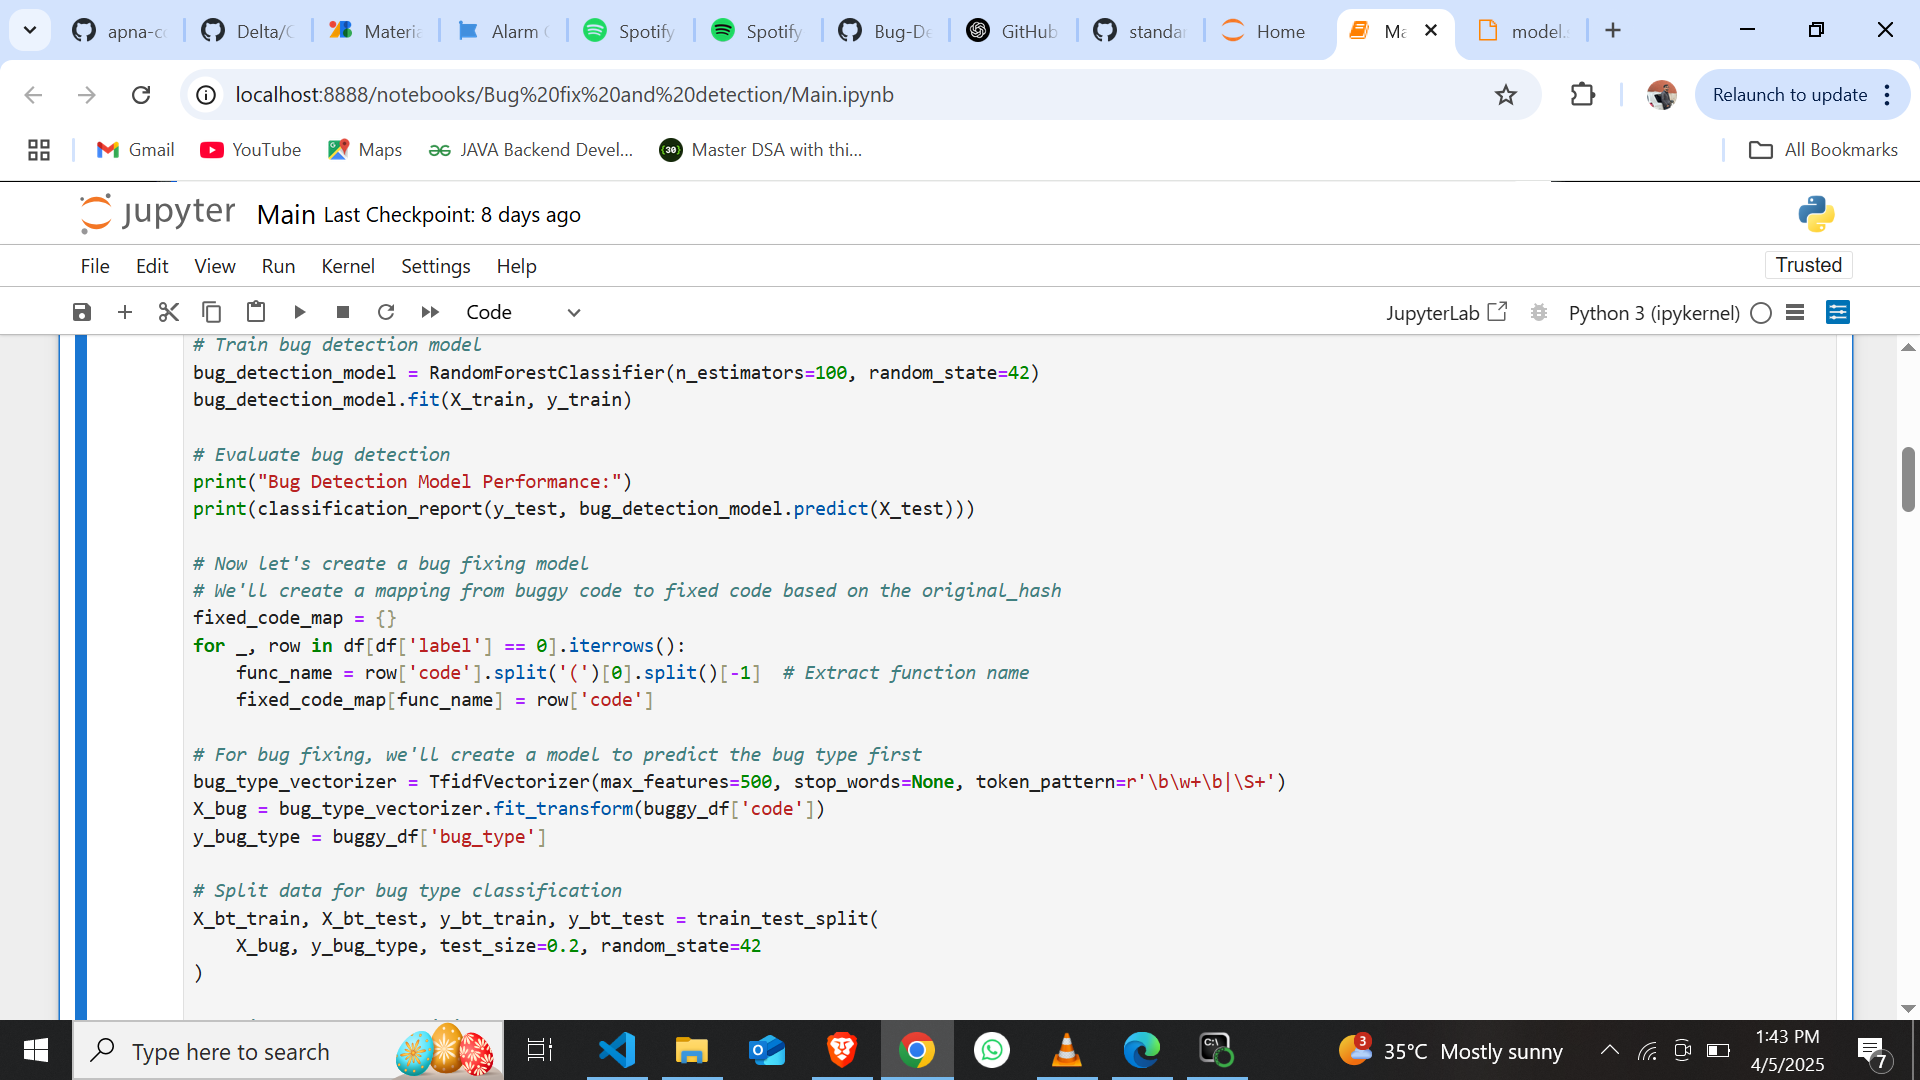 apna-c
Delta/C
Materia
Alarm
Spotify
Spotify
Bug-De
GitHub
standar
Home
Ma
model.
localhost:8888/notebooks/Bug%20fix%20and%20detection/Main.ipynb
Relaunch to update
Gmail
YouTube
Maps
JAVA Backend Devel...
{30}
Master DSA with thi...
All Bookmarks
jupyter
Main Last Checkpoint: 8 days ago
File Edit View Run Kernel Settings Help
Trusted
Code
JupyterLab
Python 3 (ipykernel)
# Train bug detection model
bug_detection_model = RandomForestClassifier(n_estimators=100, random_state=42)
bug_detection_model.fit(X_train, y_train)
# Evaluate bug detection
print("Bug Detection Model Performance:")
print(classification_report(y_test, bug_detection_model.predict(X_test)))
# Now let's create a bug fixing model
# We'll create a mapping from buggy code to fixed code based on the original_hash
fixed_code_map = {}
for _, row in df[df['label'] == 0].iterrows():
    func_name = row['code'].split('(')[0].split()[-1]  # Extract function name
    fixed_code_map[func_name] = row['code']
# For bug fixing, we'll create a model to predict the bug type first
bug_type_vectorizer = TfidfVectorizer(max_features=500, stop_words=None, token_pattern=r'\b\w+\b|\S+')
X_bug = bug_type_vectorizer.fit_transform(buggy_df['code'])
y_bug_type = buggy_df['bug_type']
# Split data for bug type classification
X_bt_train, X_bt_test, y_bt_train, y_bt_test = train_test_split(
    X_bug, y_bug_type, test_size=0.2, random_state=42
)
Type here to search
C:\
3
35°C Mostly sunny
1:43 PM
4/5/2025
7